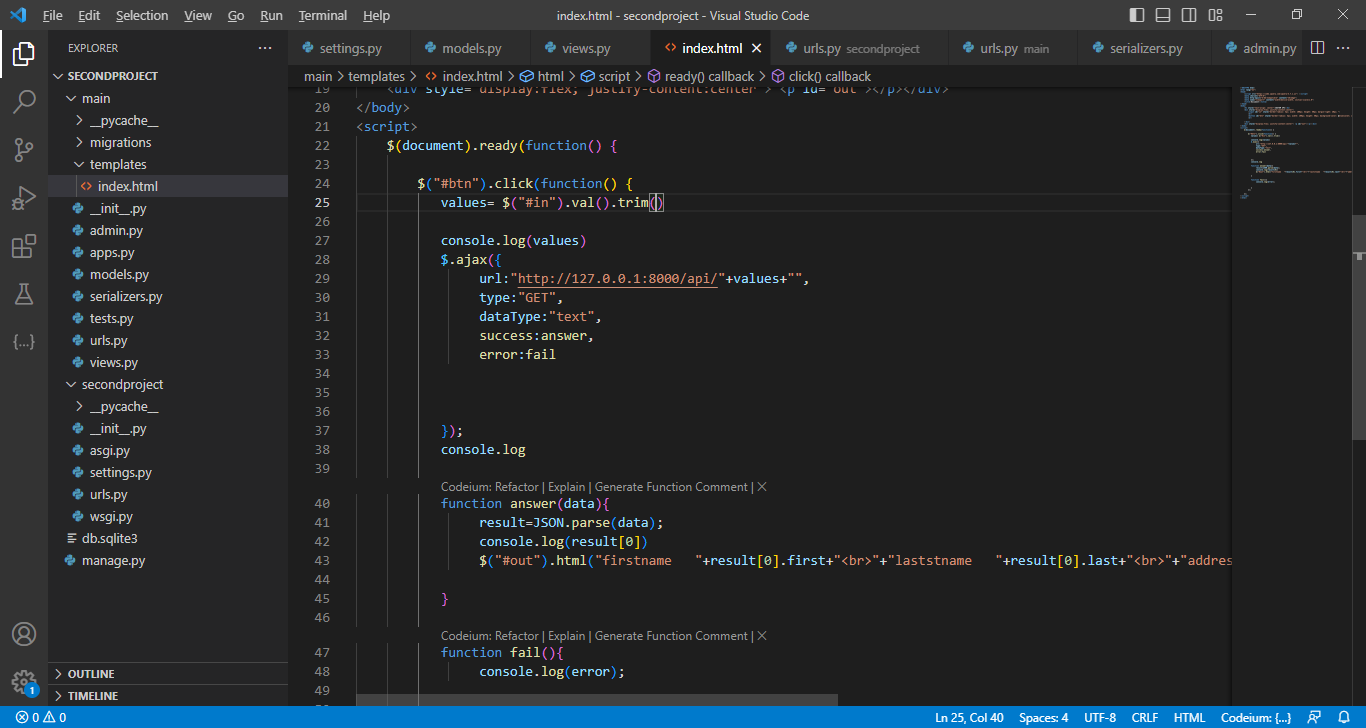 File Edit Selection View Go Run Terminal Help index.html - secondproject - Visual Studio Code
EXPLORER ...
settings.py models.py views.py index.html urls.py secondproject urls.py main serializers.py admin.py ...
SECONDPROJECT
main > templates > index.html > html > script > ready() callback > click() callback
main
__pycache__
migrations
templates
index.html
__init__.py
admin.py
apps.py
models.py
serializers.py
tests.py
urls.py
views.py
secondproject
__pycache__
__init__.py
asgi.py
settings.py
urls.py
wsgi.py
db.sqlite3
manage.py
OUTLINE
TIMELINE
19 <div style="display:flex; justify-content:center"> <p id="out"></p></div>
20 </body>
21 <script>
22 $(document).ready(function() {
23
24 $("#btn").click(function() {
25 values= $("#in").val().trim()
26
27 console.log(values)
28 $.ajax({
29 url:"http://127.0.0.1:8000/api/"+values+"",
30 type:"GET",
31 dataType:"text",
32 success:answer,
33 error:fail
34
35
36
37 });
38 console.log
39
Codeium: Refactor | Explain | Generate Function Comment | X
40 function answer(data){
41 result=JSON.parse(data);
42 console.log(result[0])
43 $("#out").html("firstname   "+result[0].first+"<br>"+"laststname   "+result[0].last+"<br>"+"addres
44
45 }
46
Codeium: Refactor | Explain | Generate Function Comment | X
47 function fail(){
48 console.log(error);
49
1
0 0 Ln 25, Col 40 Spaces: 4 UTF-8 CRLF HTML Codeium: {...}